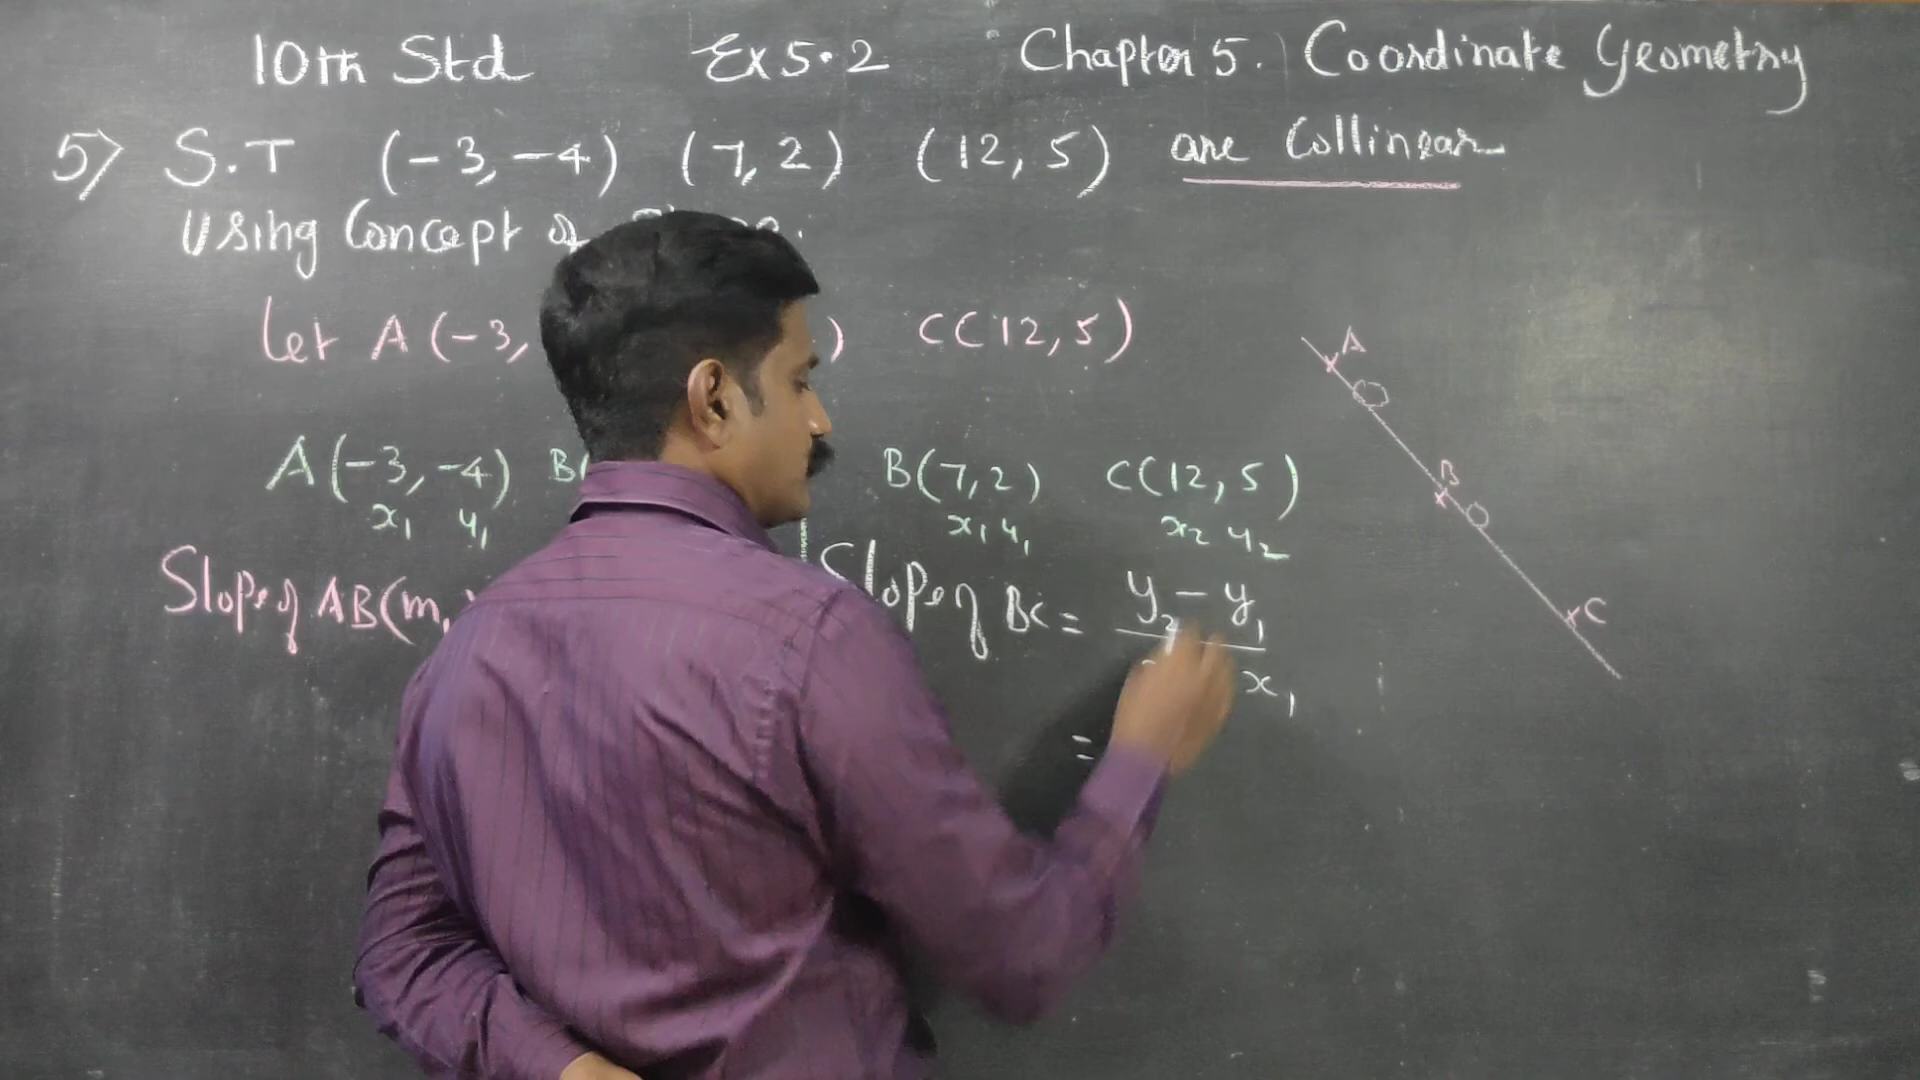 10th Std Ex 5.2 Chapter 5. Coordinate Geometry
5) S.T (-3,-4) (7,2) (12,5) are Collinear
Using Concept of
Let A(-3, ) C(12,5)
A(-3,-4) B( B(7,2) C(12,5)
x₁ y₁ x₁ y₁ x₂ y₂
Slope of AB(m₁ Slope of BC = y₂ - y₁
x₁
=
A
B
C